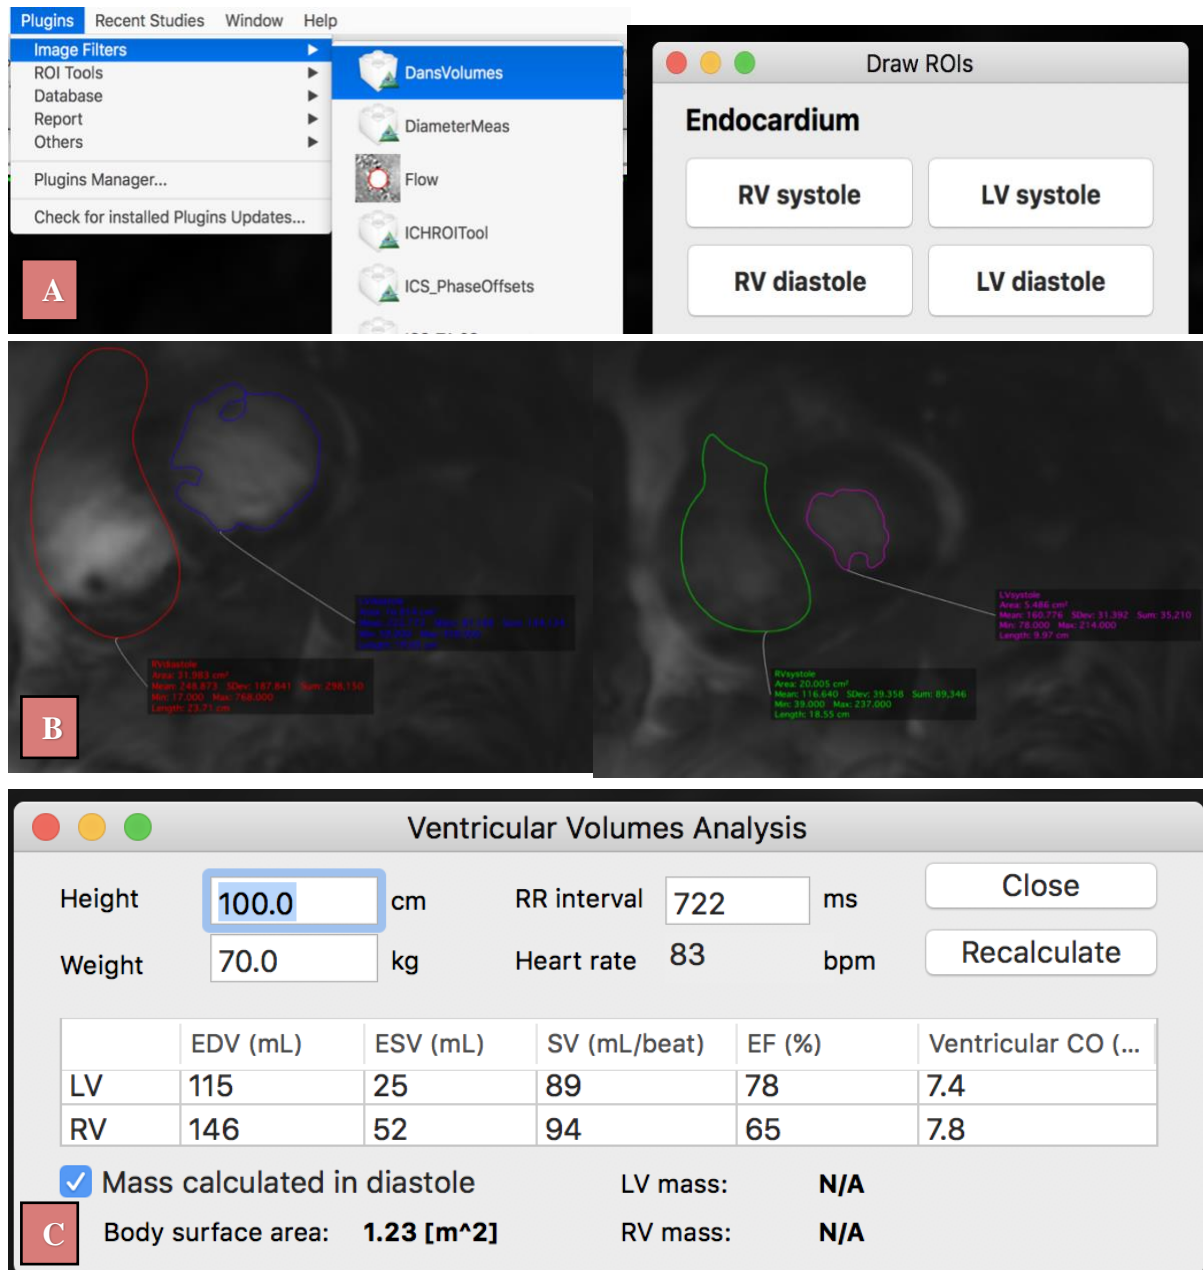 Plugins Recent Studies Window Help
Image Filters
ROI Tools
Database
Report
Others
Plugins Manager...
Check for installed Plugins Updates...
DansVolumes
DiameterMeas
Flow
ICHROITool
ICS_PhaseOffsets
A
Draw ROIs
Endocardium
RV systole LV systole
RV diastole LV diastole
RVdiastole
Area: 31.983 cm²
Mean: 248.873 SDev: 187.841 Sum: 298,150
Min: 17.000 Max: 768.000
Length: 23.71 cm
LVsystole
Area: 5.486 cm²
Mean: 160.776 SDev: 31.392 Sum: 35,210
Min: 78.000 Max: 214.000
Length: 9.97 cm
RVsystole
Area: 20.005 cm²
Mean: 116.640 SDev: 39.358 Sum: 89,346
Min: 39.000 Max: 237.000
Length: 18.55 cm
B
Ventricular Volumes Analysis
Height 100.0 cm RR interval 722 ms Close
Weight 70.0 kg Heart rate 83 bpm Recalculate
EDV (mL) ESV (mL) SV (mL/beat) EF (%) Ventricular CO (...
LV 115 25 89 78 7.4
RV 146 52 94 65 7.8
Mass calculated in diastole LV mass: N/A
C Body surface area: 1.23 [m^2] RV mass: N/A